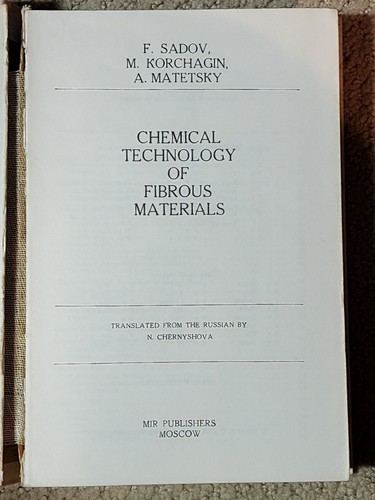 F. SADOV,
M. KORCHAGIN,
A. MATETSKY
CHEMICAL
TECHNOLOGY
OF
FIBROUS
MATERIALS
TRANSLATED FROM THE RUSSIAN BY
N. CHERNYSHOVA
MIR PUBLISHERS
MOSCOW